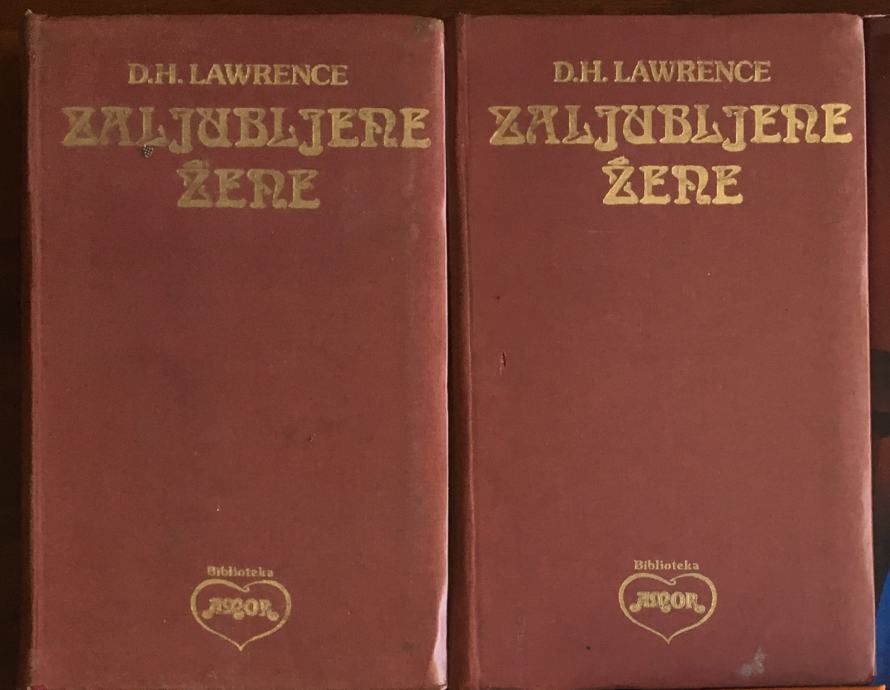 D.H. LAWRENCE
ZALJUBLJENE
ŽENE
Biblioteka
AMOR
D.H. LAWRENCE
ZALJUBLJENE
ŽENE
Biblioteka
AMOR